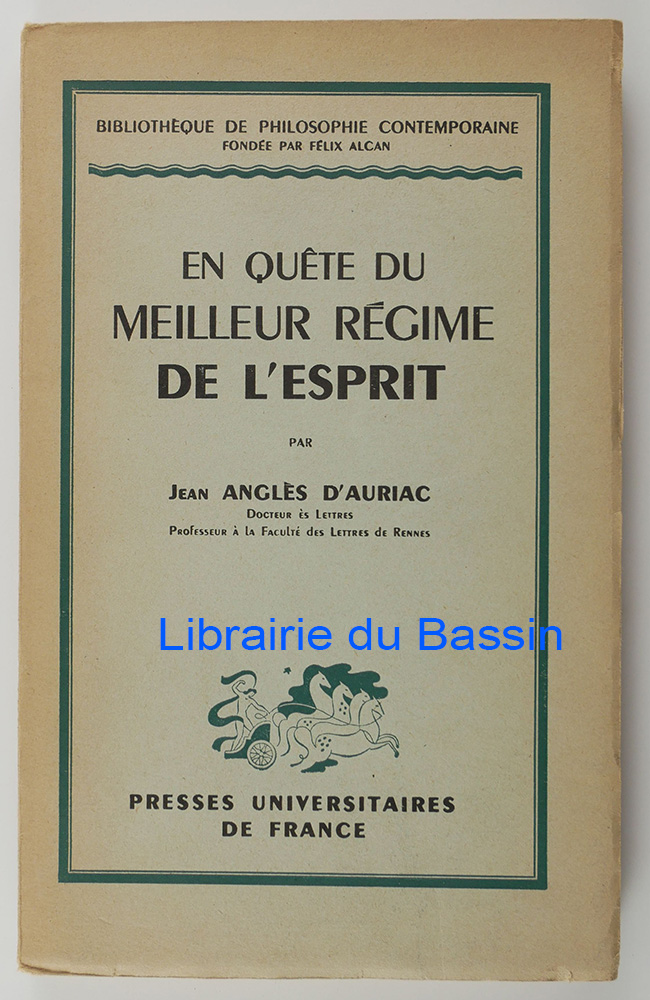 BIBLIOTHÈQUE DE PHILOSOPHIE CONTEMPORAINE
FONDÉE PAR FÉLIX ALCAN
EN QUÊTE DU
MEILLEUR RÉGIME
DE L'ESPRIT
PAR
JEAN ANGLÈS D'AURIAC
DOCTEUR ÈS LETTRES
PROFESSEUR À LA FACULTÉ DES LETTRES DE RENNES
Librairie du Bassin
PRESSES UNIVERSITAIRES
DE FRANCE